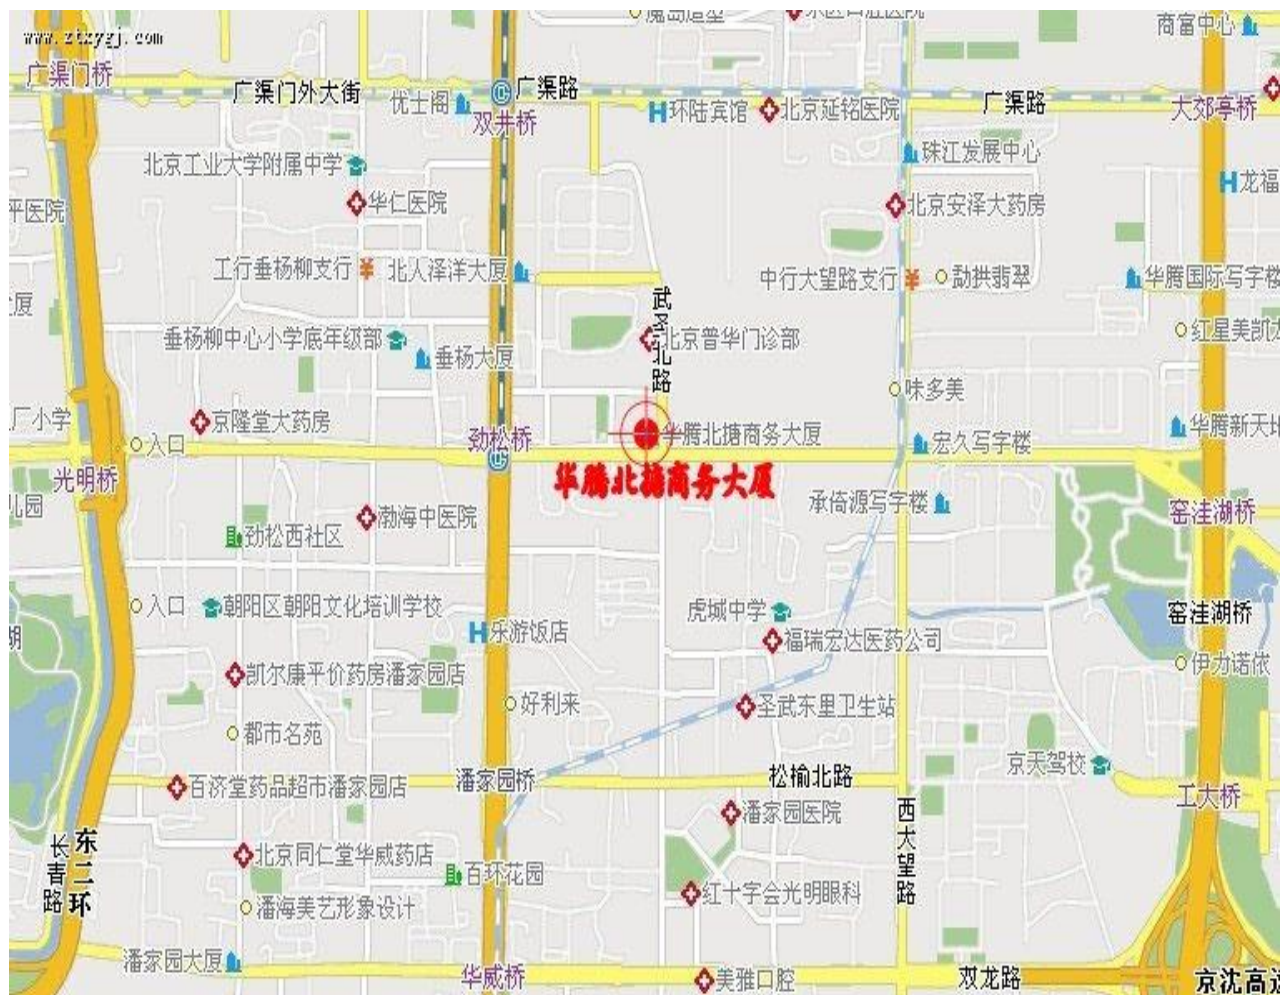 www.ztxygj.com
商富中心
广渠门桥
广渠门外大街
优士阁
广渠路
环陆宾馆
北京延铭医院
广渠路
大郊亭桥
双井桥
北京工业大学附属中学
珠江发展中心
华仁医院
北京安泽大药房
龙福
平医院
工行垂杨柳支行
北人泽洋大厦
中行大望路支行
勐拱翡翠
华腾国际写字楼
厦
武圣北路
北京普华门诊部
红星美凯龙
垂杨柳中心小学底年级部
垂杨大厦
味多美
厂小学
京隆堂大药房
入口
劲松桥
华腾北搪商务大厦
宏久写字楼
华腾新天地
光明桥
华腾北搪商务大厦
儿园
渤海中医院
承倚源写字楼
窑洼湖桥
劲松西社区
入口
朝阳区朝阳文化培训学校
虎城中学
窑洼湖桥
湖
乐游饭店
福瑞宏达医药公司
凯尔康平价药房潘家园店
伊力诺依
好利来
圣武东里卫生站
都市名苑
京天驾校
百济堂药品超市潘家园店
潘家园桥
松榆北路
工大桥
潘家园医院
西大望路
长青路
东二环
北京同仁堂华威药店
百环花园
红十字会光明眼科
潘海美艺形象设计
潘家园大厦
华威桥
美雅口腔
双龙路
京沈高速